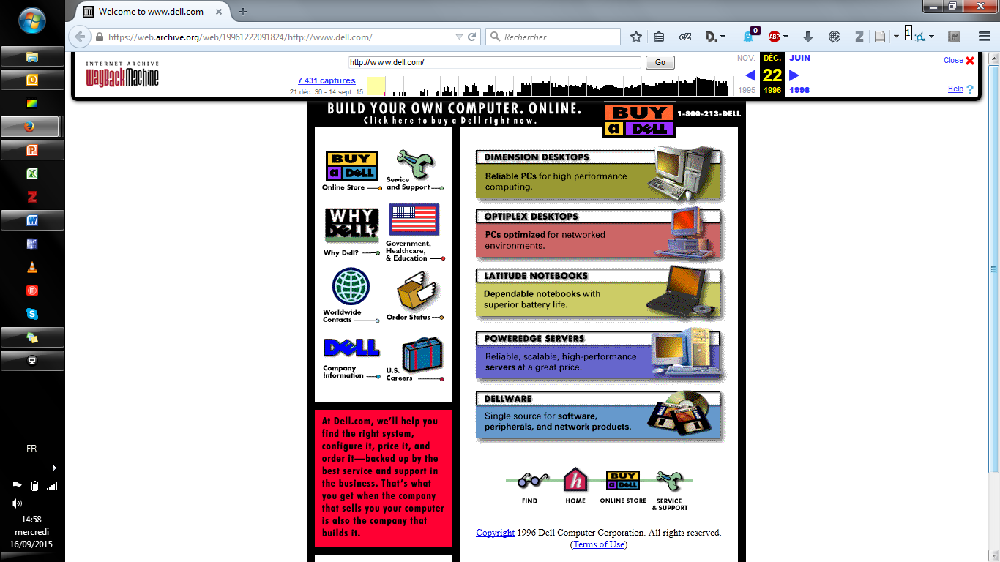 Welcome to www.dell.com
https://web.archive.org/web/19961222091824/http://www.dell.com/
Rechercher
0
ABP
1
INTERNET ARCHIVE
WayBackMachine
http://www.dell.com/
Go
7 431 captures
21 déc. 96 - 14 sept. 15
NOV.
DÉC.
JUIN
22
1995
1996
1998
Close
Help
BUILD YOUR OWN COMPUTER. ONLINE.
Click here to buy a Dell right now.
BUY
a DELL
1-800-213-DELL
BUY
a DELL
Online Store
Service
and Support
WHY
DELL?
Why Dell?
Government,
Healthcare,
& Education
Worldwide
Contacts
Order Status
DELL
Company
Information
U.S.
Careers
At Dell.com, we'll help you
find the right system,
configure it, price it, and
order it—backed up by the
best service and support in
the business. That's what
you get when the company
that sells you your computer
is also the company that
builds it.
DIMENSION DESKTOPS
Reliable PCs for high performance
computing.
OPTIPLEX DESKTOPS
PCs optimized for networked
environments.
LATITUDE NOTEBOOKS
Dependable notebooks with
superior battery life.
POWEREDGE SERVERS
Reliable, scalable, high-performance
servers at a great price.
DELLWARE
Single source for software,
peripherals, and network products.
h
BUY
a DELL
FIND
HOME
ONLINE STORE
SERVICE
& SUPPORT
Copyright 1996 Dell Computer Corporation. All rights reserved.
(Terms of Use)
FR
14:58
mercredi
16/09/2015